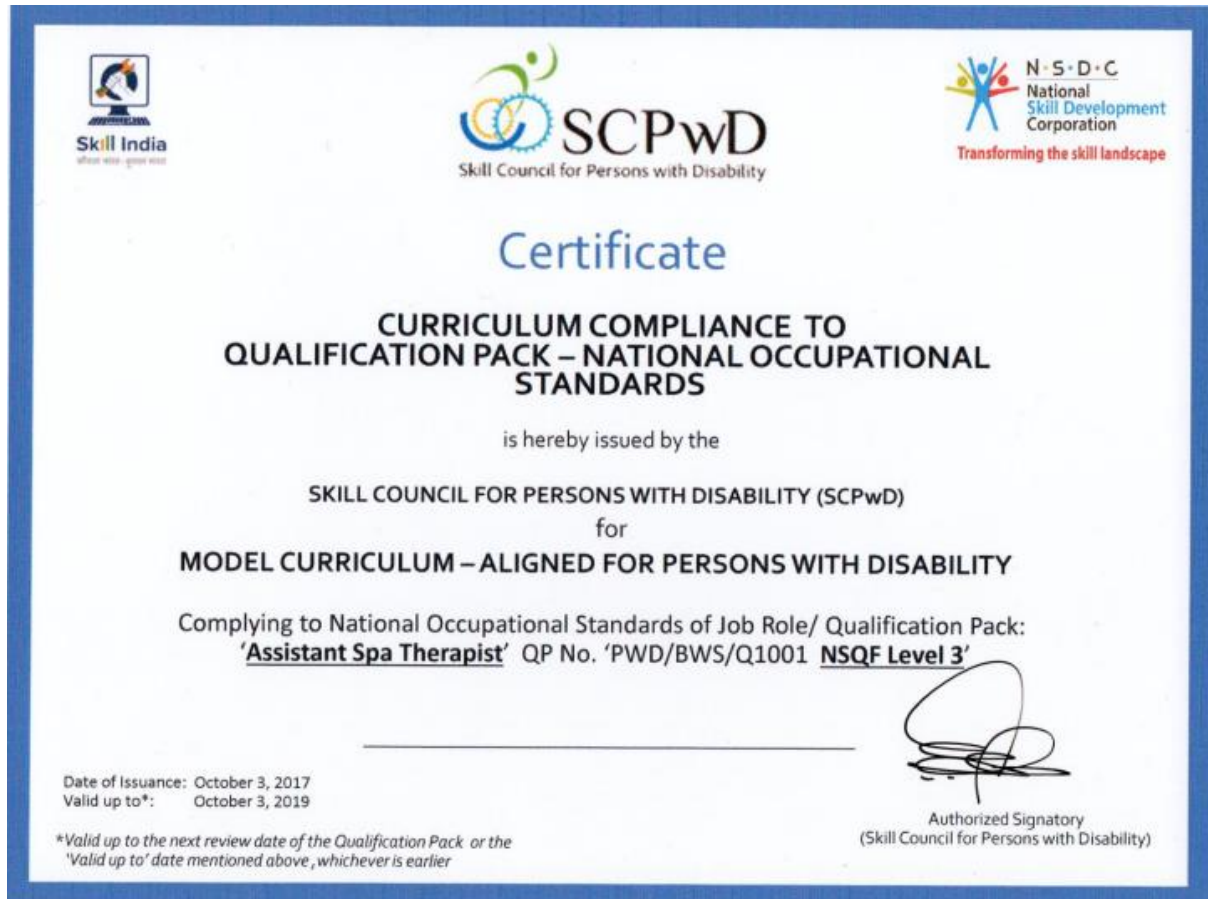 Skill India
कौशल भारत - कुशल भारत
SCPwD
Skill Council for Persons with Disability
N·S·D·C
National
Skill Development
Corporation
Transforming the skill landscape
Certificate
CURRICULUM COMPLIANCE TO
QUALIFICATION PACK – NATIONAL OCCUPATIONAL
STANDARDS
is hereby issued by the
SKILL COUNCIL FOR PERSONS WITH DISABILITY (SCPwD)
for
MODEL CURRICULUM – ALIGNED FOR PERSONS WITH DISABILITY
Complying to National Occupational Standards of Job Role/ Qualification Pack:
‘Assistant Spa Therapist’ QP No. ‘PWD/BWS/Q1001 NSQF Level 3’
Date of Issuance: October 3, 2017
Valid up to*: October 3, 2019
*Valid up to the next review date of the Qualification Pack or the
‘Valid up to’ date mentioned above, whichever is earlier
Authorized Signatory
(Skill Council for Persons with Disability)